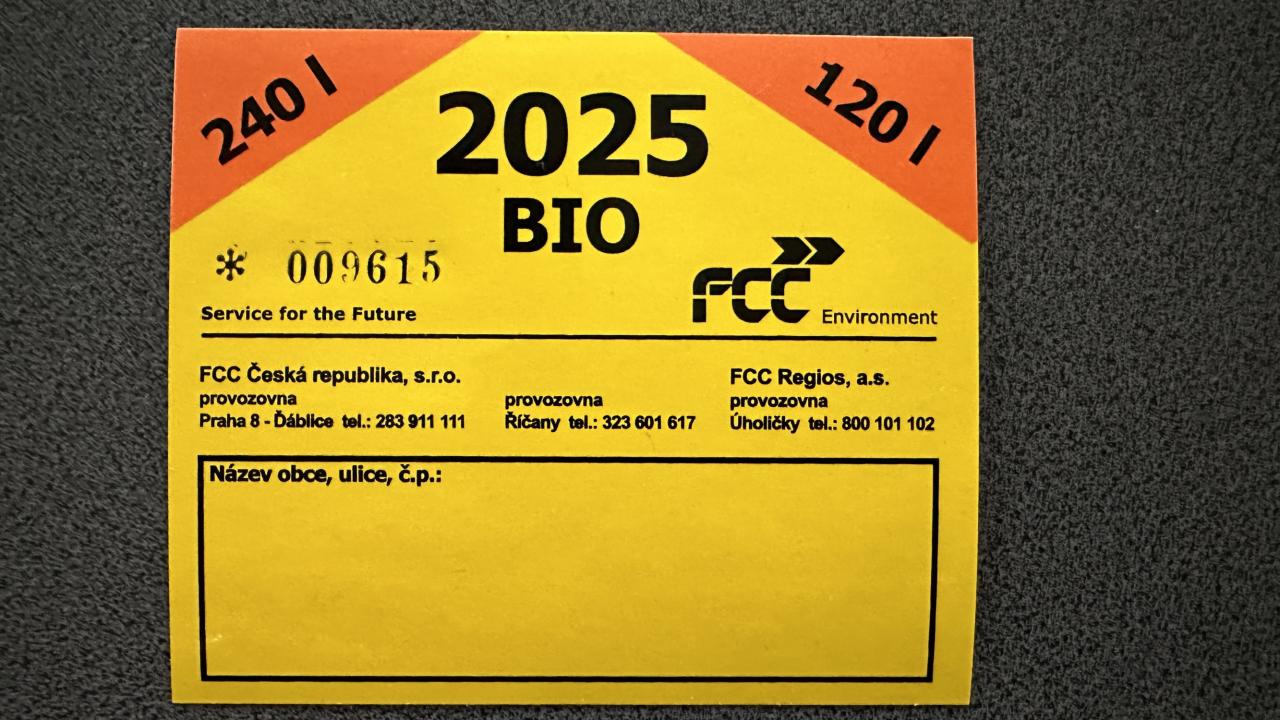 240 l
2025
120 l
BIO
* 009615
Service for the Future
FCC Environment
FCC Česká republika, s.r.o.
provozovna
Praha 8 - Ďáblice tel.: 283 911 111
provozovna
Říčany tel.: 323 601 617
FCC Regios, a.s.
provozovna
Úholičky tel.: 800 101 102
Název obce, ulice, č.p.: